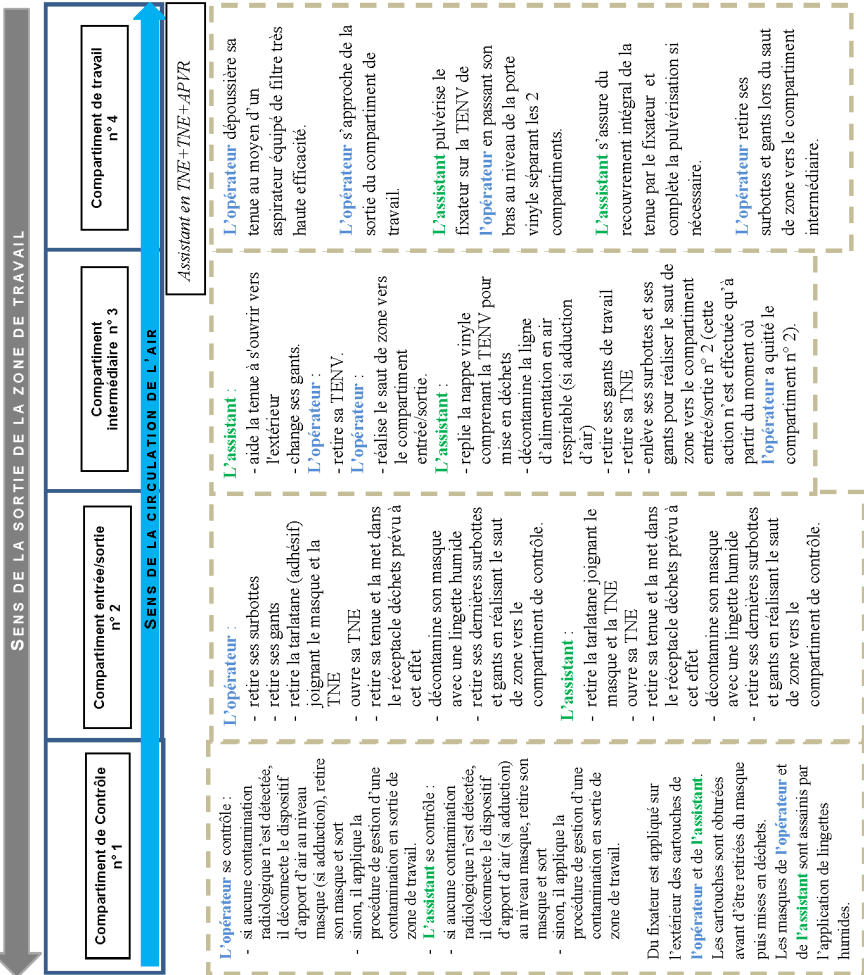 SENS DE LA SORTIE DE LA ZONE DE TRAVAIL
Compartiment de Contrôle
n° 1
Compartiment entrée/sortie
n° 2
Compartiment
intermédiaire n° 3
Compartiment de travail
n° 4
SENS DE LA CIRCULATION DE L'AIR
Assistant en TNE+TNE+APVR
L'opérateur se contrôle :
- si aucune contamination
radiologique n'est détectée,
il déconnecte le dispositif
d'apport d'air au niveau
masque (si adduction), retire
son masque et sort
- sinon, il applique la
procédure de gestion d'une
contamination en sortie de
zone de travail.
L'assistant se contrôle :
- si aucune contamination
radiologique n'est détectée,
il déconnecte le dispositif
d'apport d'air (si adduction)
au niveau masque, retire son
masque et sort
- sinon, il applique la
procédure de gestion d'une
contamination en sortie de
zone de travail.
Du fixateur est appliqué sur
l'extérieur des cartouches de
l'opérateur et de l'assistant.
Les cartouches sont obturées
avant d'être retirées du masque
puis mises en déchets.
Les masques de l'opérateur et
de l'assistant sont assainis par
l'application de lingettes
humides.
L'opérateur :
- retire ses surbottes
- retire ses gants
- retire la tarlatane (adhésif)
joignant le masque et la
TNE
- ouvre sa TNE
- retire sa tenue et la met dans
le réceptacle déchets prévu à
cet effet
- décontamine son masque
avec une lingette humide
- retire ses dernières surbottes
et gants en réalisant le saut
de zone vers le
compartiment de contrôle.
L'assistant :
- retire la tarlatane joignant le
masque et la TNE
- ouvre sa TNE
- retire sa tenue et la met dans
le réceptacle déchets prévu à
cet effet
- décontamine son masque
avec une lingette humide
- retire ses dernières surbottes
et gants en réalisant le saut
de zone vers le
compartiment de contrôle.
L'assistant :
- aide la tenue à s'ouvrir vers
l'extérieur
- change ses gants.
L'opérateur :
- retire sa TENV.
L'opérateur :
- réalise le saut de zone vers
le compartiment
entrée/sortie.
L'assistant :
- replie la nappe vinyle
comprenant la TENV pour
mise en déchets
- décontamine la ligne
d'alimentation en air
respirable (si adduction
d'air)
- retire ses gants de travail
- retire sa TNE
- enlève ses surbottes et ses
gants pour réaliser le saut de
zone vers le compartiment
entrée/sortie n° 2 (cette
action n'est effectuée qu'à
partir du moment où
l'opérateur a quitté le
compartiment n° 2).
L'opérateur dépoussière sa
tenue au moyen d'un
aspirateur équipé de filtre très
haute efficacité.
L'opérateur s'approche de la
sortie du compartiment de
travail.
L'assistant pulvérise le
fixateur sur la TENV de
l'opérateur en passant son
bras au niveau de la porte
vinyle séparant les 2
compartiments.
L'assistant s'assure du
recouvrement intégral de la
tenue par le fixateur et
complète la pulvérisation si
nécessaire.
L'opérateur retire ses
surbottes et gants lors du saut
de zone vers le compartiment
intermédiaire.